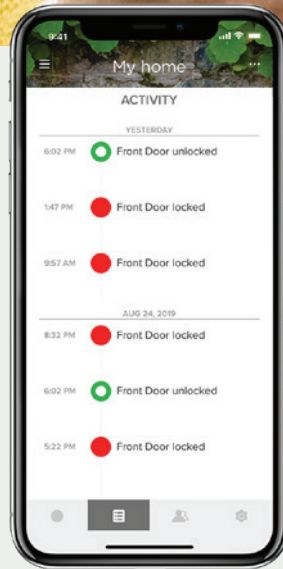 9:41
My home
ACTIVITY
YESTERDAY
6:02 PM Front Door unlocked
1:47 PM Front Door locked
9:57 AM Front Door locked
AUG 24, 2019
8:32 PM Front Door locked
6:02 PM Front Door unlocked
5:22 PM Front Door locked